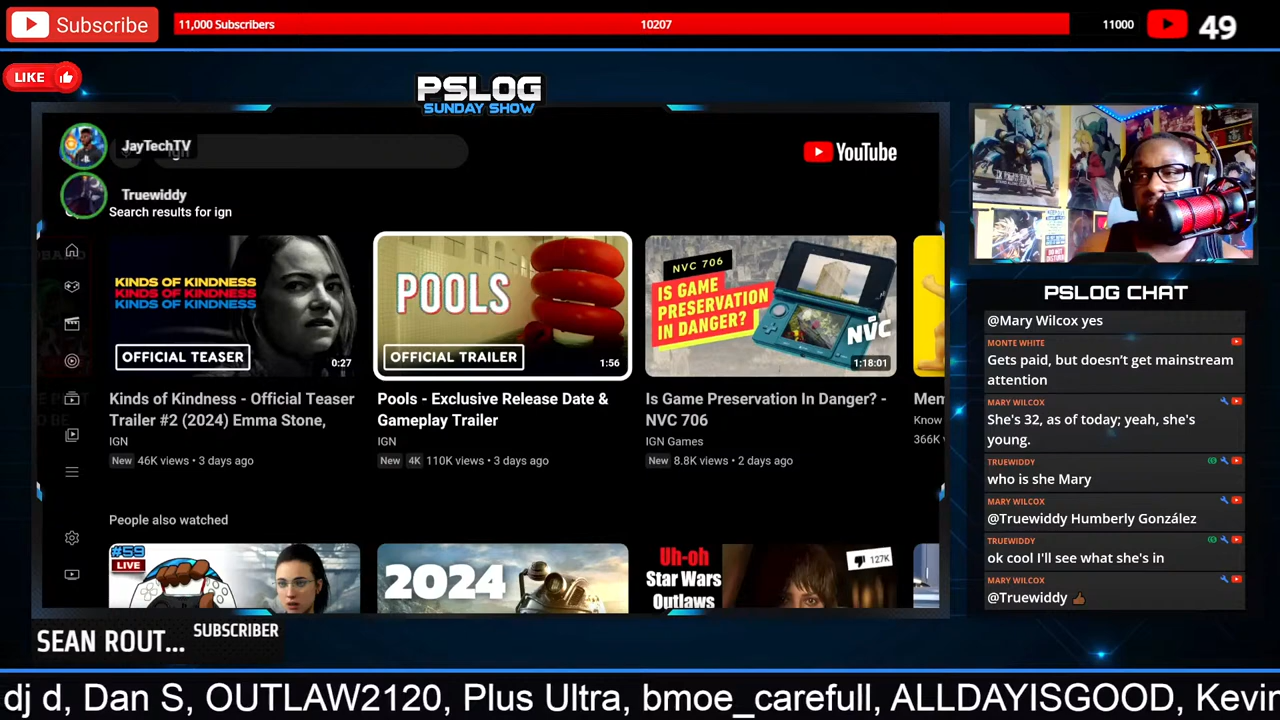 Subscribe
11,000 Subscribers
10207
11000
49
LIKE
PSLOG
SUNDAY SHOW
JayTechTV
ign
YouTube
Truewiddy
Search results for ign
KINDS OF KINDNESS
KINDS OF KINDNESS
KINDS OF KINDNESS
OFFICIAL TEASER
0:27
POOLS
OFFICIAL TRAILER
1:56
NVC 706
IS GAME
PRESERVATION
IN DANGER?
NVC
1:18:01
Kinds of Kindness - Official Teaser
Trailer #2 (2024) Emma Stone,
IGN
New 46K views • 3 days ago
Pools - Exclusive Release Date &
Gameplay Trailer
IGN
New 4K 110K views • 3 days ago
Is Game Preservation In Danger? -
NVC 706
IGN Games
New 8.8K views • 2 days ago
Mem
Know
366K
People also watched
#59
LIVE
2024
Uh-oh
Star Wars
Outlaws
127K
PSLOG CHAT
@Mary Wilcox yes
MONTE WHITE
Gets paid, but doesn't get mainstream
attention
MARY WILCOX
She's 32, as of today; yeah, she's
young.
TRUEWIDDY
who is she Mary
MARY WILCOX
@Truewiddy Humberly González
TRUEWIDDY
ok cool I'll see what she's in
MARY WILCOX
@Truewiddy
SEAN ROUT...
SUBSCRIBER
dj d, Dan S, OUTLAW2120, Plus Ultra, bmoe_carefull, ALLDAYISGOOD, Kevin